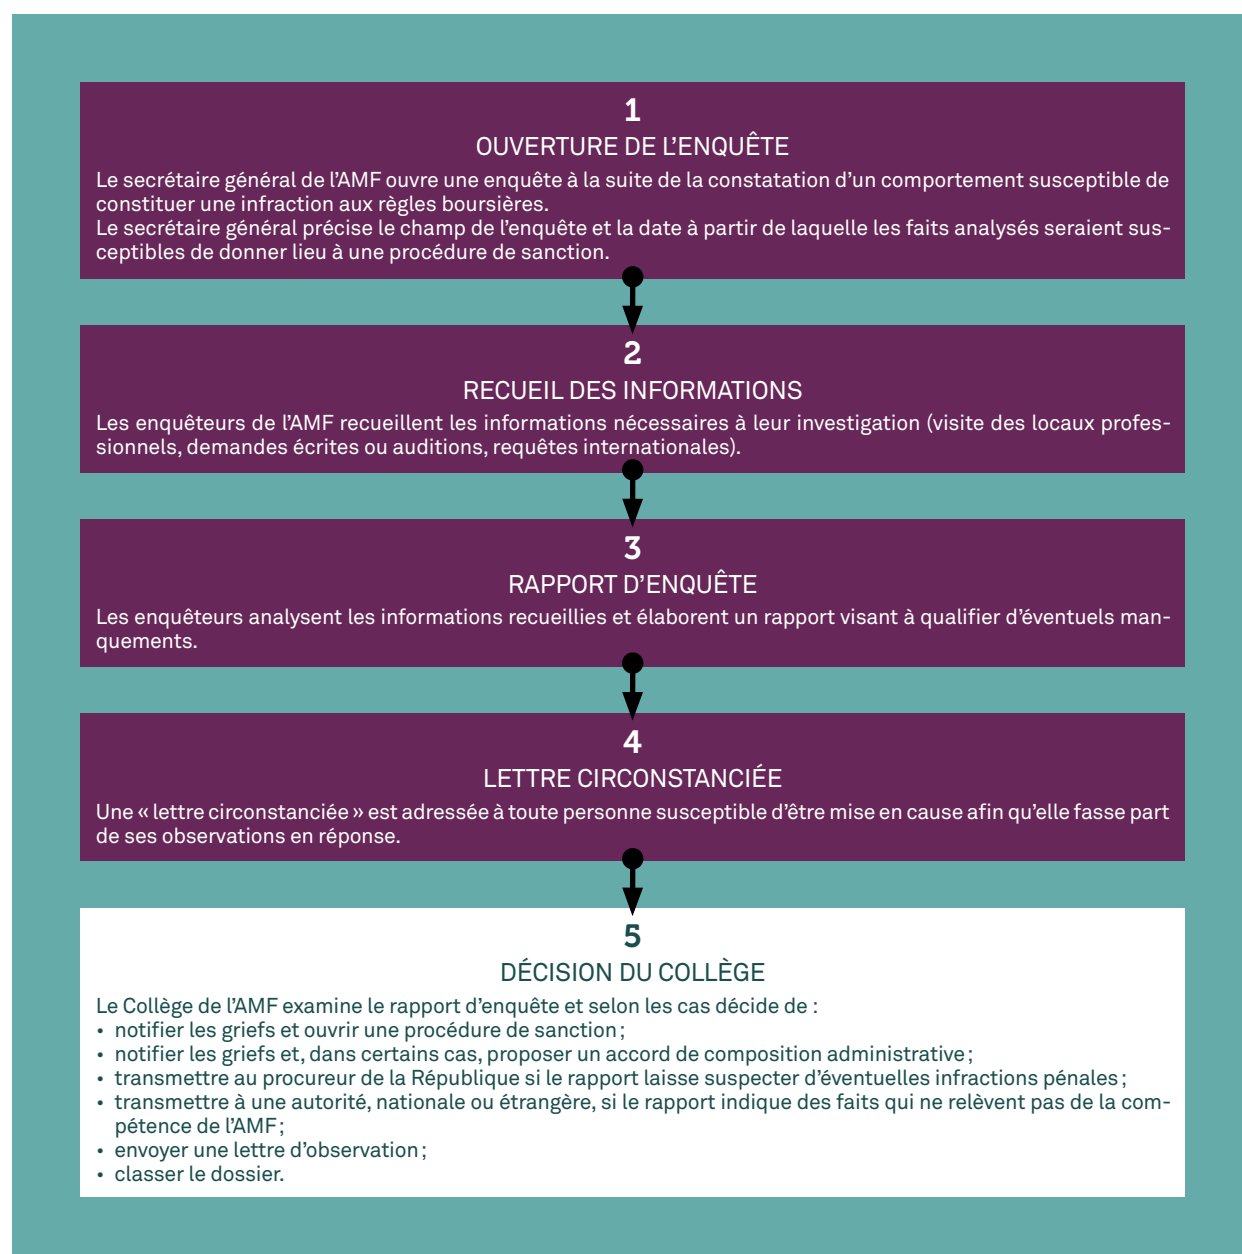 1
OUVERTURE DE L'ENQUÊTE
Le secrétaire général de l'AMF ouvre une enquête à la suite de la constatation d'un comportement susceptible de
constituer une infraction aux règles boursières.
Le secrétaire général précise le champ de l'enquête et la date à partir de laquelle les faits analysés seraient sus-
ceptibles de donner lieu à une procédure de sanction.
2
RECUEIL DES INFORMATIONS
Les enquêteurs de l'AMF recueillent les informations nécessaires à leur investigation (visite des locaux profes-
sionnels, demandes écrites ou auditions, requêtes internationales).
3
RAPPORT D'ENQUÊTE
Les enquêteurs analysent les informations recueillies et élaborent un rapport visant à qualifier d'éventuels man-
quements.
4
LETTRE CIRCONSTANCIÉE
Une « lettre circonstanciée » est adressée à toute personne susceptible d'être mise en cause afin qu'elle fasse part
de ses observations en réponse.
5
DÉCISION DU COLLÈGE
Le Collège de l'AMF examine le rapport d'enquête et selon les cas décide de :
• notifier les griefs et ouvrir une procédure de sanction ;
• notifier les griefs et, dans certains cas, proposer un accord de composition administrative ;
• transmettre au procureur de la République si le rapport laisse suspecter d'éventuelles infractions pénales ;
• transmettre à une autorité, nationale ou étrangère, si le rapport indique des faits qui ne relèvent pas de la com-
pétence de l'AMF ;
• envoyer une lettre d'observation ;
• classer le dossier.